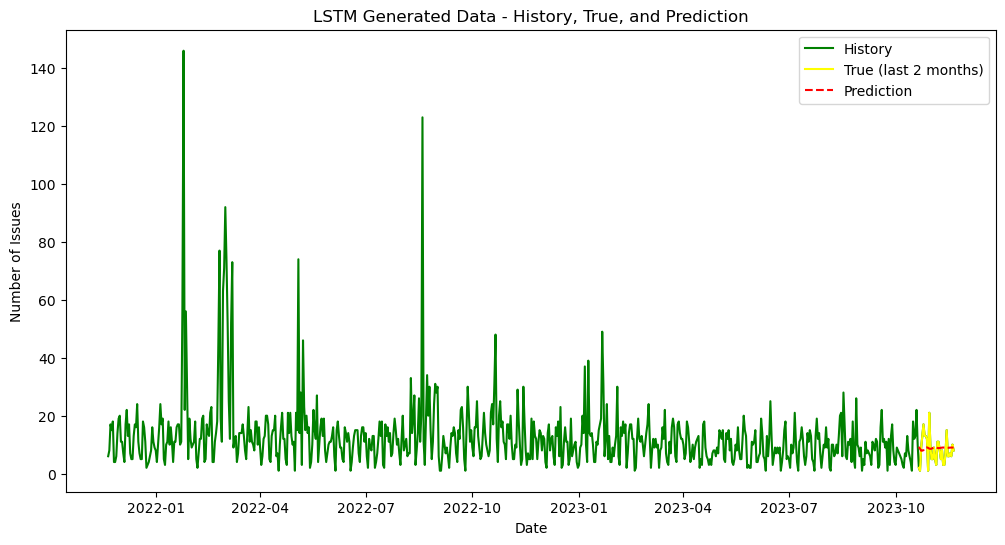 LSTM Generated Data - History, True, and Prediction
History
True (last 2 months)
Prediction
Number of Issues
140
120
100
80
60
40
20
0
2022-01
2022-04
2022-07
2022-10
2023-01
2023-04
2023-07
2023-10
Date